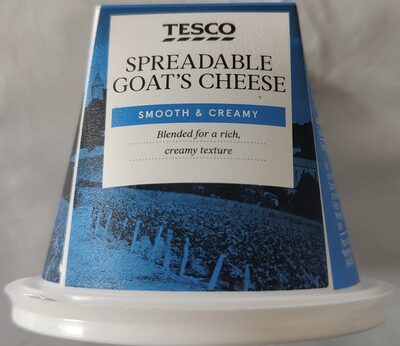 TESCO
SPREADABLE
GOAT'S CHEESE
SMOOTH & CREAMY
Blended for a rich,
creamy texture